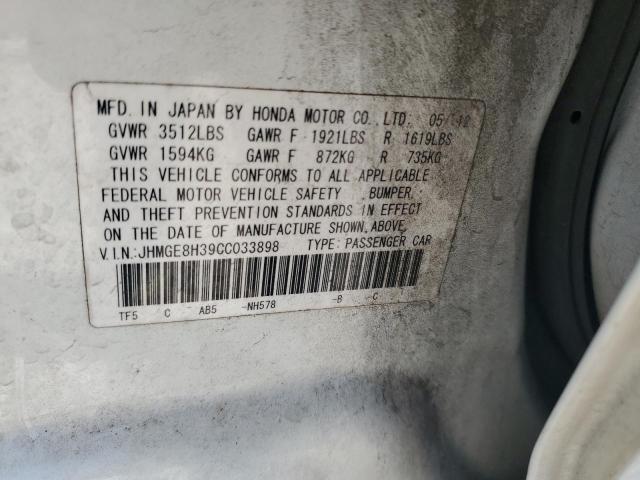 MFD. IN JAPAN BY HONDA MOTOR CO., LTD. 05/12
GVWR 3512LBS GAWR F 1921LBS R 1619LBS
GVWR 1594KG GAWR F 872KG R 735KG
THIS VEHICLE CONFORMS TO ALL APPLICABLE
FEDERAL MOTOR VEHICLE SAFETY, BUMPER,
AND THEFT PREVENTION STANDARDS IN EFFECT
ON THE DATE OF MANUFACTURE SHOWN ABOVE.
V.I.N.:JHMGE8H39CC033898 TYPE: PASSENGER CAR
TF5 C AB5 -NH578 -B -C